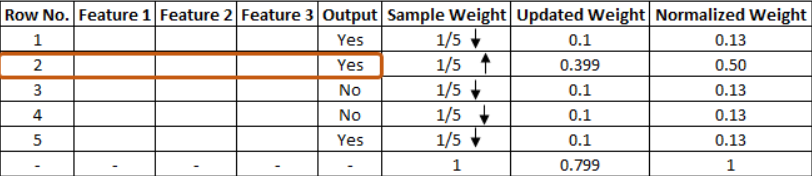 Row No. Feature 1 Feature 2 Feature 3 Output Sample Weight Updated Weight Normalized Weight
1 Yes 1/5 ↓ 0.1 0.13
2 Yes 1/5 ↑ 0.399 0.50
3 No 1/5 ↓ 0.1 0.13
4 No 1/5 ↓ 0.1 0.13
5 Yes 1/5 ↓ 0.1 0.13
- - - - - 1 0.799 1